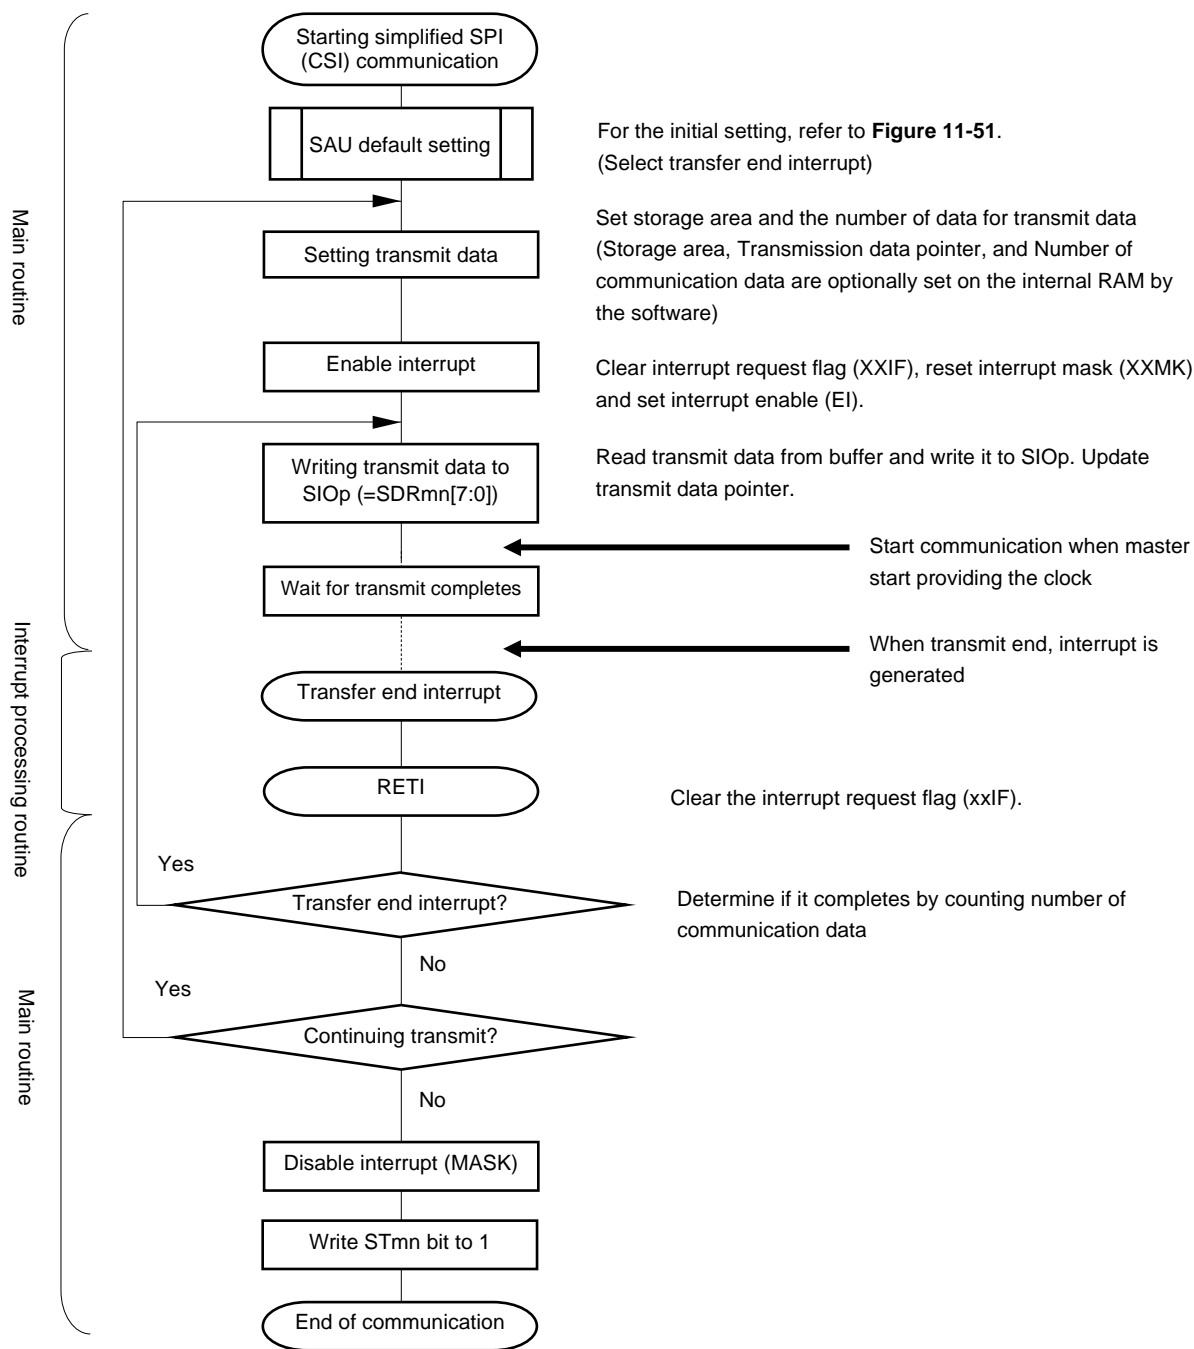 Starting simplified SPI
(CSI) communication
SAU default setting
For the initial setting, refer to Figure 11-51.
(Select transfer end interrupt)
Main routine
Setting transmit data
Set storage area and the number of data for transmit data
(Storage area, Transmission data pointer, and Number of
communication data are optionally set on the internal RAM by
the software)
Enable interrupt
Clear interrupt request flag (XXIF), reset interrupt mask (XXMK)
and set interrupt enable (EI).
Writing transmit data to
SIOp (=SDRmn[7:0])
Read transmit data from buffer and write it to SIOp. Update
transmit data pointer.
Start communication when master
start providing the clock
Wait for transmit completes
When transmit end, interrupt is
generated
Interrupt processing routine
Transfer end interrupt
RETI
Clear the interrupt request flag (xxIF).
Yes
Transfer end interrupt?
Determine if it completes by counting number of
communication data
No
Yes
Continuing transmit?
Main routine
No
Disable interrupt (MASK)
Write STmn bit to 1
End of communication